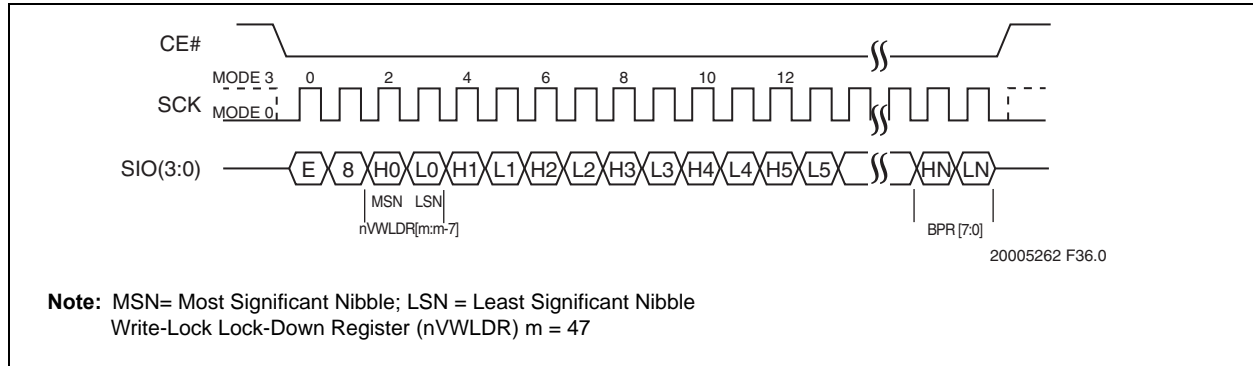 CE#
MODE 3 0 2 4 6 8 10 12
SCK MODE 0
SIO(3:0) E 8 H0 L0 H1 L1 H2 L2 H3 L3 H4 L4 H5 L5 HN LN
MSN LSN
nVWLDR[m:m-7] BPR [7:0]
20005262 F36.0
Note: MSN= Most Significant Nibble; LSN = Least Significant Nibble
Write-Lock Lock-Down Register (nVWLDR) m = 47